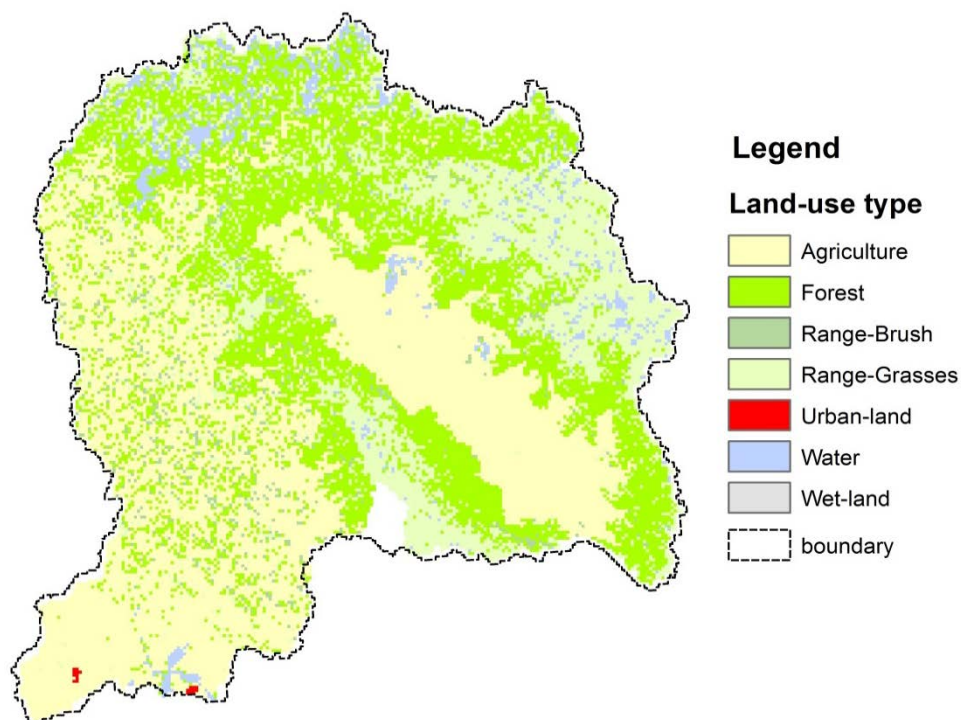 Legend
Land-use type
Agriculture
Forest
Range-Brush
Range-Grasses
Urban-land
Water
Wet-land
boundary